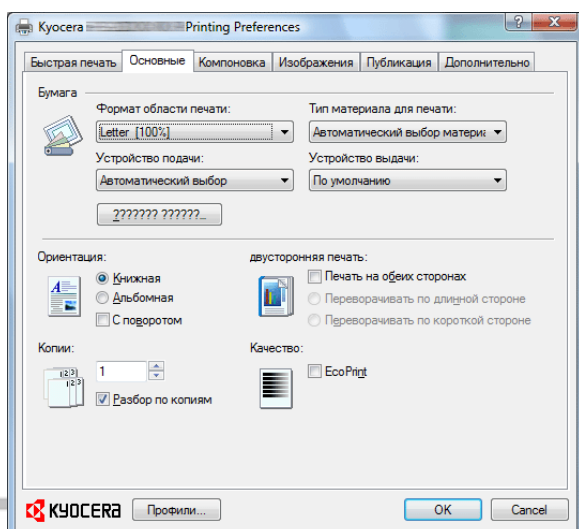 Kyocera Printing Preferences
Быстрая печать Основные Компоновка Изображения Публикация Дополнительно
Бумага
Формат области печати: Тип материала для печати:
Letter [100%] Автоматический выбор материа
Устройство подачи: Устройство выдачи:
Автоматический выбор По умолчанию
??????? ??????...
Ориентация: двусторонняя печать:
Книжная Печать на обеих сторонах
Альбомная Переворачивать по длинной стороне
С поворотом Переворачивать по короткой стороне
Копии: Качество:
1 EcoPrint
Разбор по копиям
KYOCERA Профили... OK Cancel